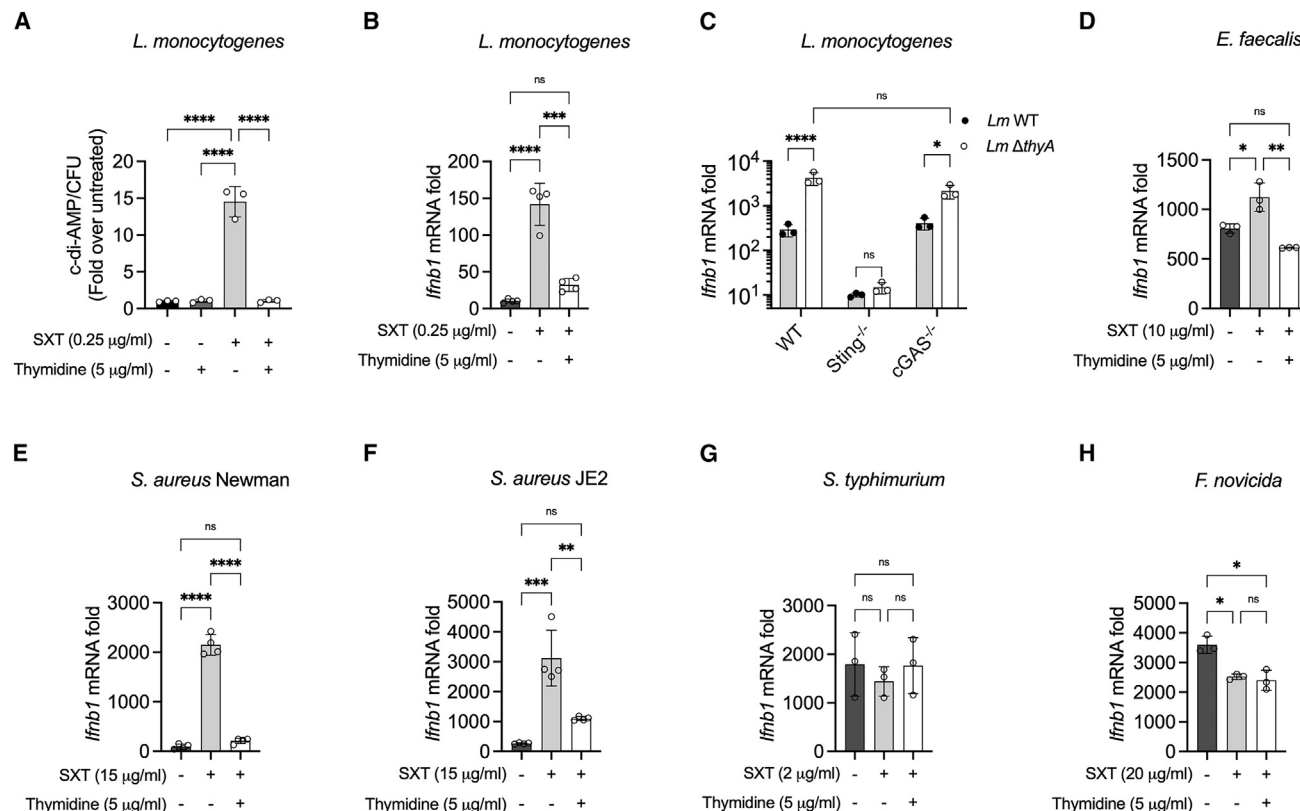 A
L. monocytogenes
c-di-AMP/CFU
(Fold over untreated)
**** ****
****
20
15
10
5
0
SXT (0.25 µg/ml) - - + +
Thymidine (5 µg/ml) - + - +
B
L. monocytogenes
Ifnb1 mRNA fold
ns
***
****
200
150
100
50
0
SXT (0.25 µg/ml) - + +
Thymidine (5 µg/ml) - - +
C
L. monocytogenes
Ifnb1 mRNA fold
ns
Lm WT
Lm ΔthyA
****
*
ns
10⁴
10³
10²
10¹
WT
Sting⁻/⁻
cGAS⁻/⁻
D
E. faecalis
Ifnb1 mRNA fold
ns
* **
1500
1000
500
0
SXT (10 µg/ml) - + +
Thymidine (5 µg/ml) - - +
E
S. aureus Newman
Ifnb1 mRNA fold
ns
****
****
3000
2000
1000
0
SXT (15 µg/ml) - + +
Thymidine (5 µg/ml) - - +
F
S. aureus JE2
Ifnb1 mRNA fold
ns
**
***
5000
4000
3000
2000
1000
0
SXT (15 µg/ml) - + +
Thymidine (5 µg/ml) - - +
G
S. typhimurium
Ifnb1 mRNA fold
ns
ns ns
3000
2000
1000
0
SXT (2 µg/ml) - + +
Thymidine (5 µg/ml) - - +
H
F. novicida
Ifnb1 mRNA fold
*
* ns
5000
4000
3000
2000
1000
0
SXT (20 µg/ml) - + +
Thymidine (5 µg/ml) - - +